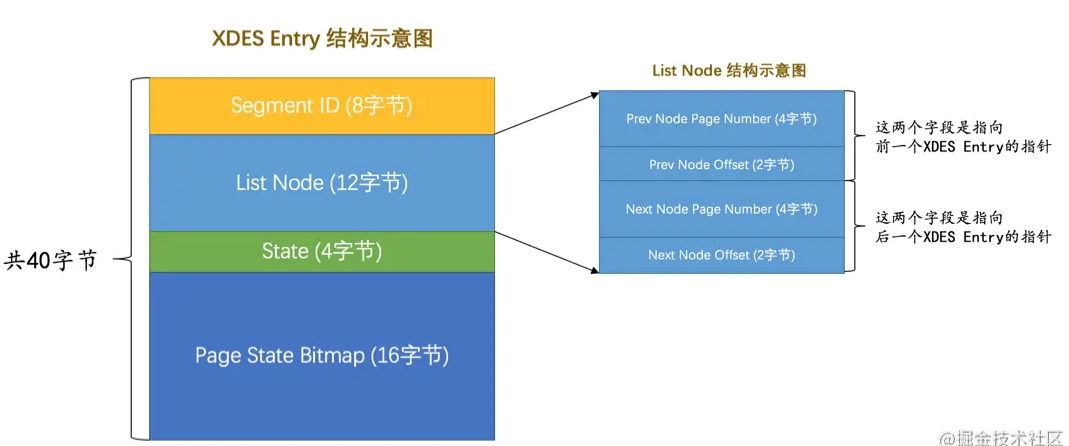 XDES Entry 结构示意图
List Node 结构示意图
共40字节
Segment ID (8字节)
List Node (12字节)
State (4字节)
Page State Bitmap (16字节)
Prev Node Page Number (4字节)
Prev Node Offset (2字节)
Next Node Page Number (4字节)
Next Node Offset (2字节)
这两个字段是指向
前一个XDES Entry的指针
这两个字段是指向
后一个XDES Entry的指针
@掘金技术社区